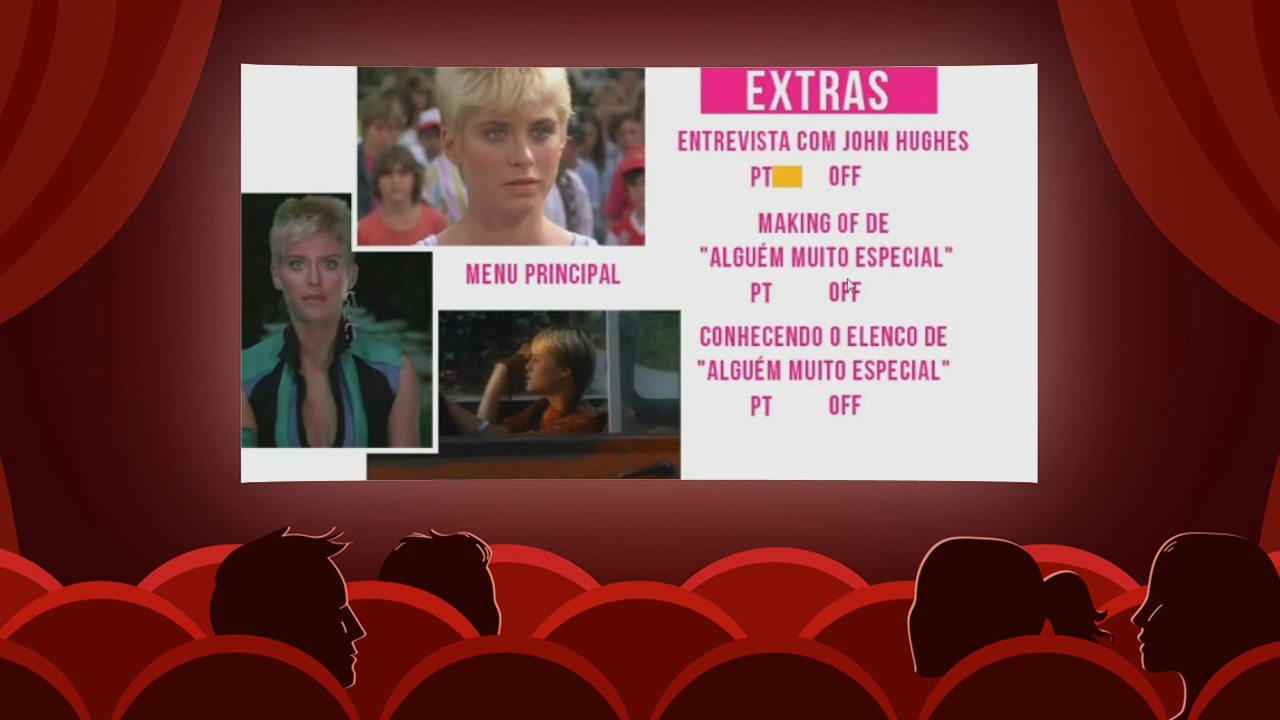 EXTRAS
ENTREVISTA COM JOHN HUGHES
PT OFF
MAKING OF DE
"ALGUÉM MUITO ESPECIAL"
PT OFF
CONHECENDO O ELENCO DE
"ALGUÉM MUITO ESPECIAL"
PT OFF
MENU PRINCIPAL